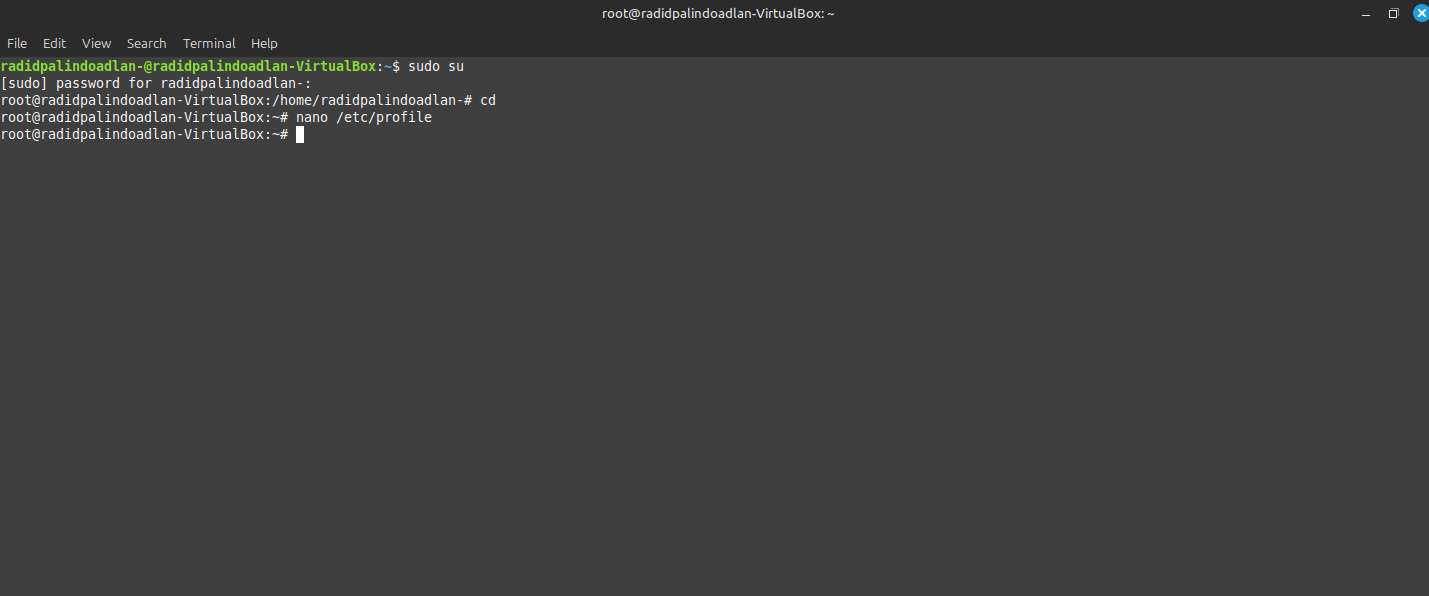 root@radidpalindoadlan-VirtualBox: ~
File Edit View Search Terminal Help
radidpalindoadlan-@radidpalindoadlan-VirtualBox:~$ sudo su
[sudo] password for radidpalindoadlan-:
root@radidpalindoadlan-VirtualBox:/home/radidpalindoadlan-# cd
root@radidpalindoadlan-VirtualBox:~# nano /etc/profile
root@radidpalindoadlan-VirtualBox:~#